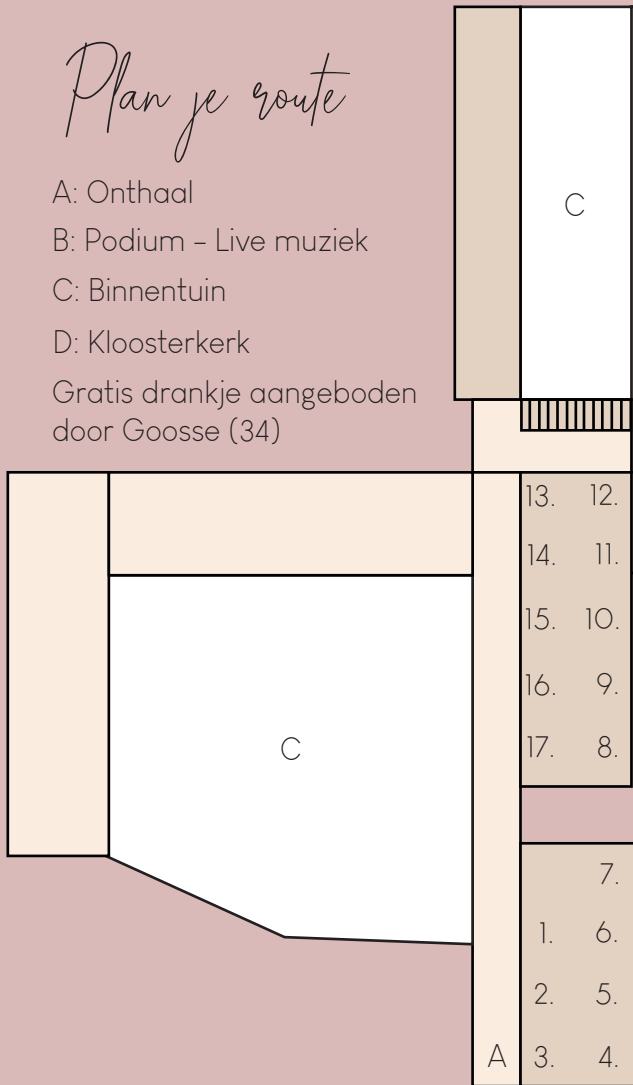 Plan je route
A: Onthaal
B: Podium - Live muziek
C: Binnentuin
D: Kloosterkerk
Gratis drankje aangeboden
door Goosse (34)
C
13. 12.
14. 11.
15. 10.
16. 9.
17. 8.
C
7.
1. 6.
2. 5.
A 3. 4.